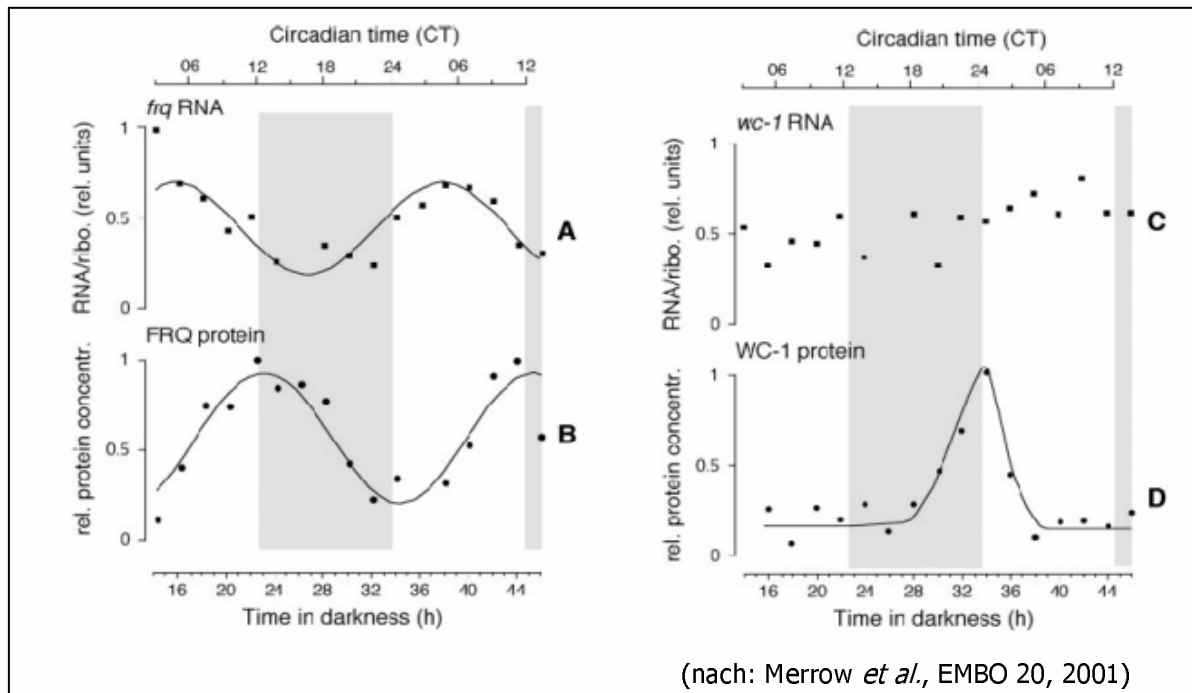 Circadian time (CT)
06 12 18 24 06 12
frq RNA
1
0.5
0
RNA/ribo. (rel. units)
A
FRQ protein
1
0.5
0
rel. protein concentr.
B
16 20 24 28 32 36 40 44
Time in darkness (h)
Circadian time (CT)
06 12 18 24 06 12
wc-1 RNA
1
0.5
0
RNA/ribo. (rel. units)
C
WC-1 protein
1
0.5
0
rel. protein concentr.
D
16 20 24 28 32 36 40 44
Time in darkness (h)
(nach: Merrow et al., EMBO 20, 2001)